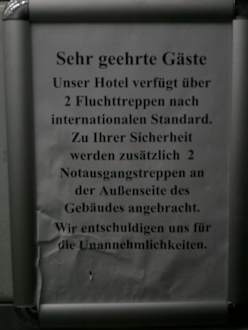 Sehr geehrte Gäste
Unser Hotel verfügt über
2 Fluchttreppen nach
internationalen Standard.
Zu Ihrer Sicherheit
werden zusätzlich 2
Notausgangstreppen an
der Außenseite des
Gebäudes angebracht.
Wir entschuldigen uns für
die Unannehmlichkeiten.